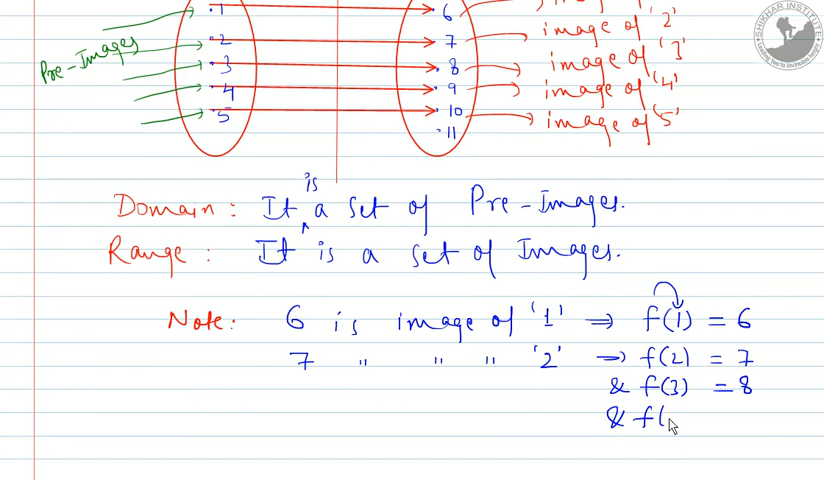 1
6
image of '2'
2
7
Pre-Images
image of '3'
3
8
image of '4'
4
9
image of '5'
5
10
11
SHIKHAR INSTITUTE
is
Domain : It ^ a set of Pre-Images.
Range : It is a set of Images.
Note: 6 is image of '1' ⇒ f(1) = 6
7 " " " '2' → f(2) = 7
& f(3) = 8
& f(